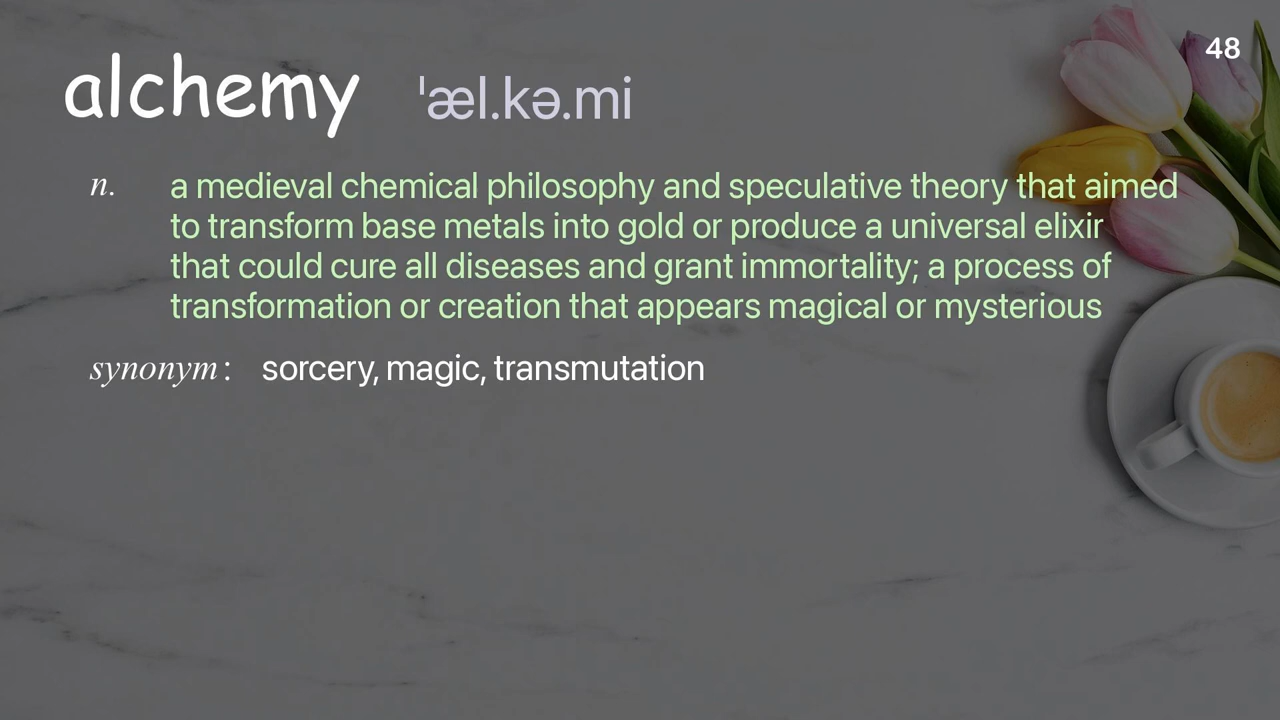 48
alchemy ˈæl.kə.mi
n. a medieval chemical philosophy and speculative theory that aimed
to transform base metals into gold or produce a universal elixir
that could cure all diseases and grant immortality; a process of
transformation or creation that appears magical or mysterious
synonym: sorcery, magic, transmutation